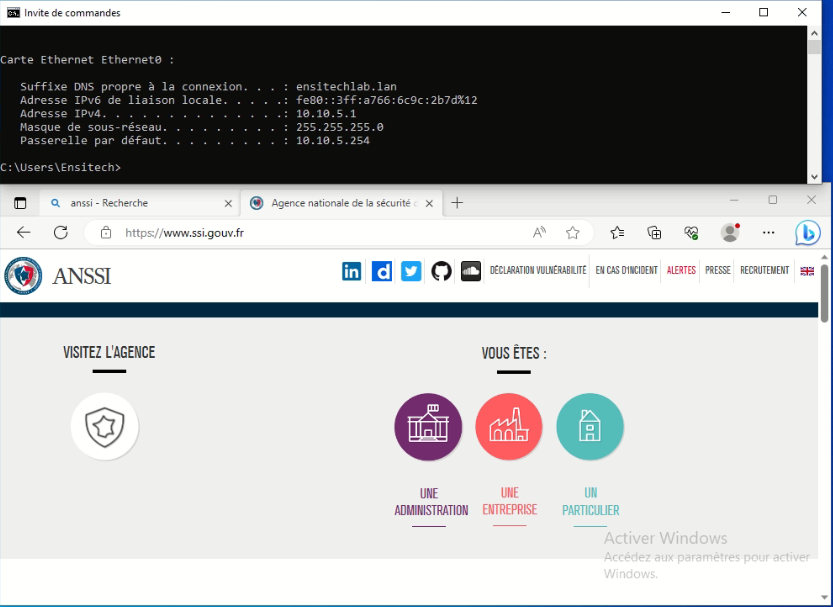 Invite de commandes
Carte Ethernet Ethernet0 :
Suffixe DNS propre à la connexion. . . : ensitechlab.lan
Adresse IPv6 de liaison locale. . . . .: fe80::3ff:a766:6c9c:2b7d%12
Adresse IPv4. . . . . . . . . . . . . .: 10.10.5.1
Masque de sous-réseau. . . . . . . . . : 255.255.255.0
Passerelle par défaut. . . . . . . . . : 10.10.5.254
C:\Users\Ensitech>
anssi - Recherche
Agence nationale de la sécurité
https://www.ssi.gouv.fr
ANSSI
DÉCLARATION VULNÉRABILITÉ
EN CAS D'INCIDENT
ALERTES
PRESSE
RECRUTEMENT
VISITEZ L'AGENCE
VOUS ÊTES :
UNE
ADMINISTRATION
UNE
ENTREPRISE
UN
PARTICULIER
Activer Windows
Accédez aux paramètres pour activer
Windows.